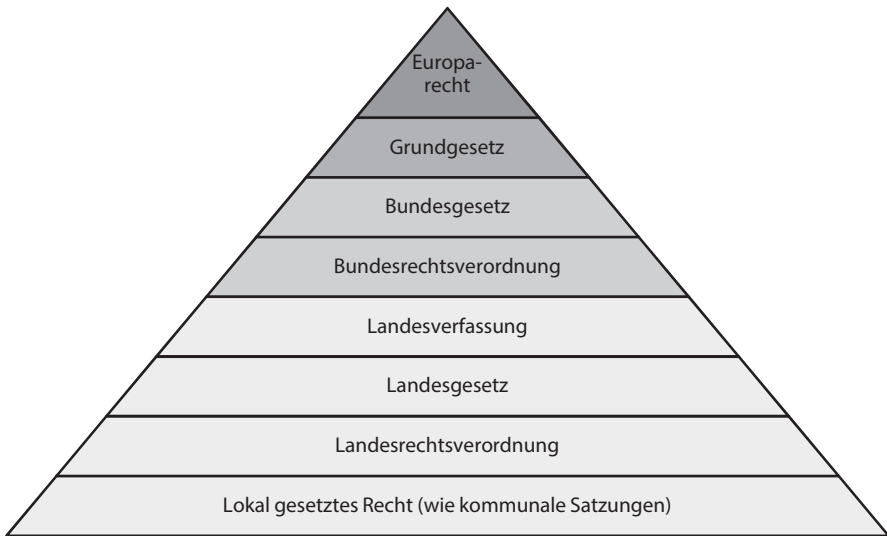 Europa-
recht
Grundgesetz
Bundesgesetz
Bundesrechtsverordnung
Landesverfassung
Landesgesetz
Landesrechtsverordnung
Lokal gesetztes Recht (wie kommunale Satzungen)